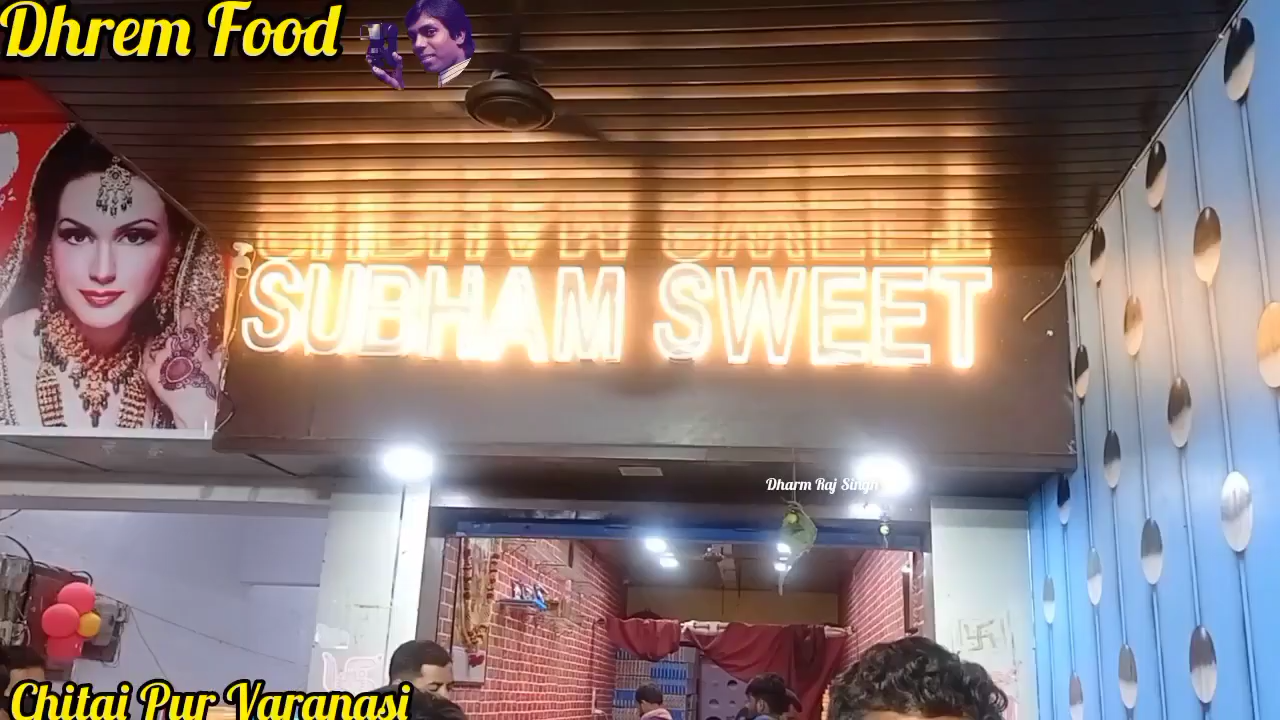 Dhrem Food
SUBHAM SWEET
Dharm Raj Singh
Chitai Pur Varanasi